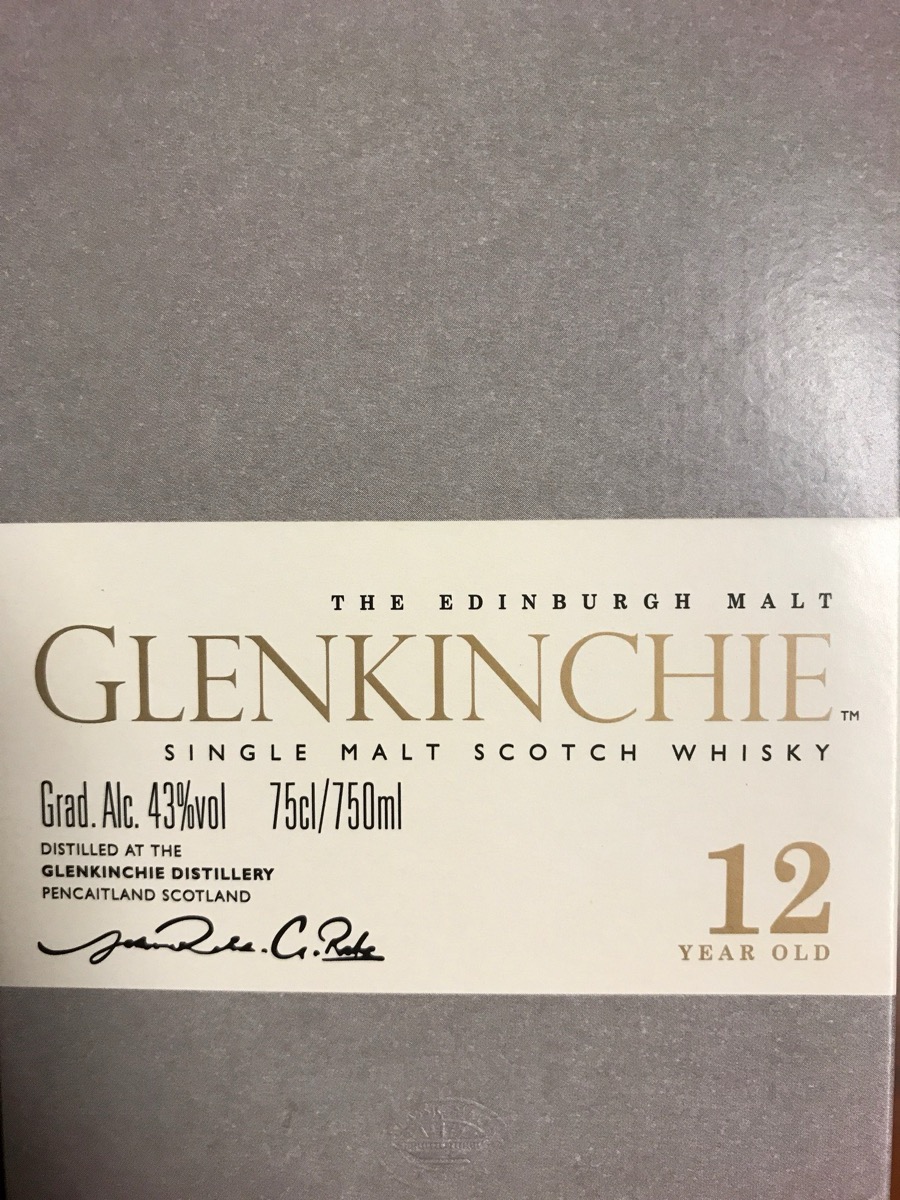 THE EDINBURGH MALT
GLENKINCHIE™
SINGLE MALT SCOTCH WHISKY
Grad. Alc. 43%vol 75cl/750ml
DISTILLED AT THE
GLENKINCHIE DISTILLERY
PENCAITLAND SCOTLAND
12
YEAR OLD